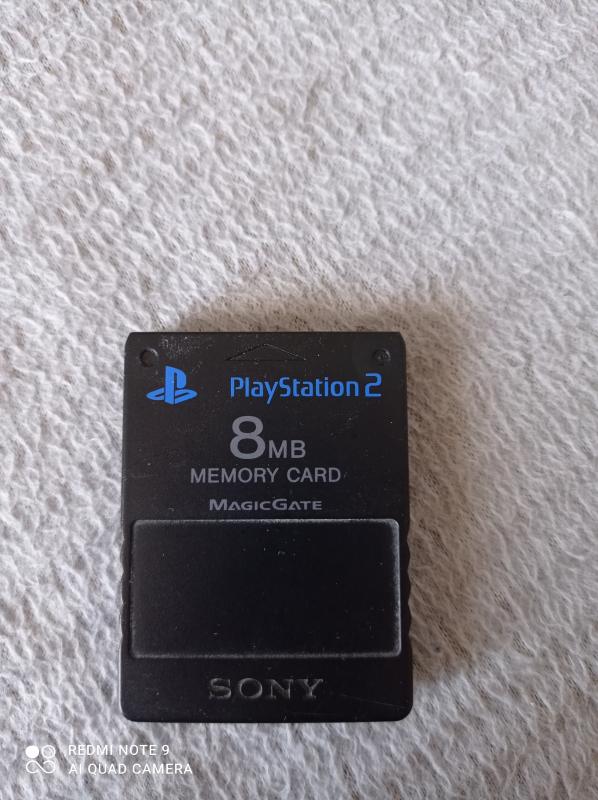 PlayStation 2
8MB
MEMORY CARD
MAGICGATE
SONY
REDMI NOTE 9
AI QUAD CAMERA